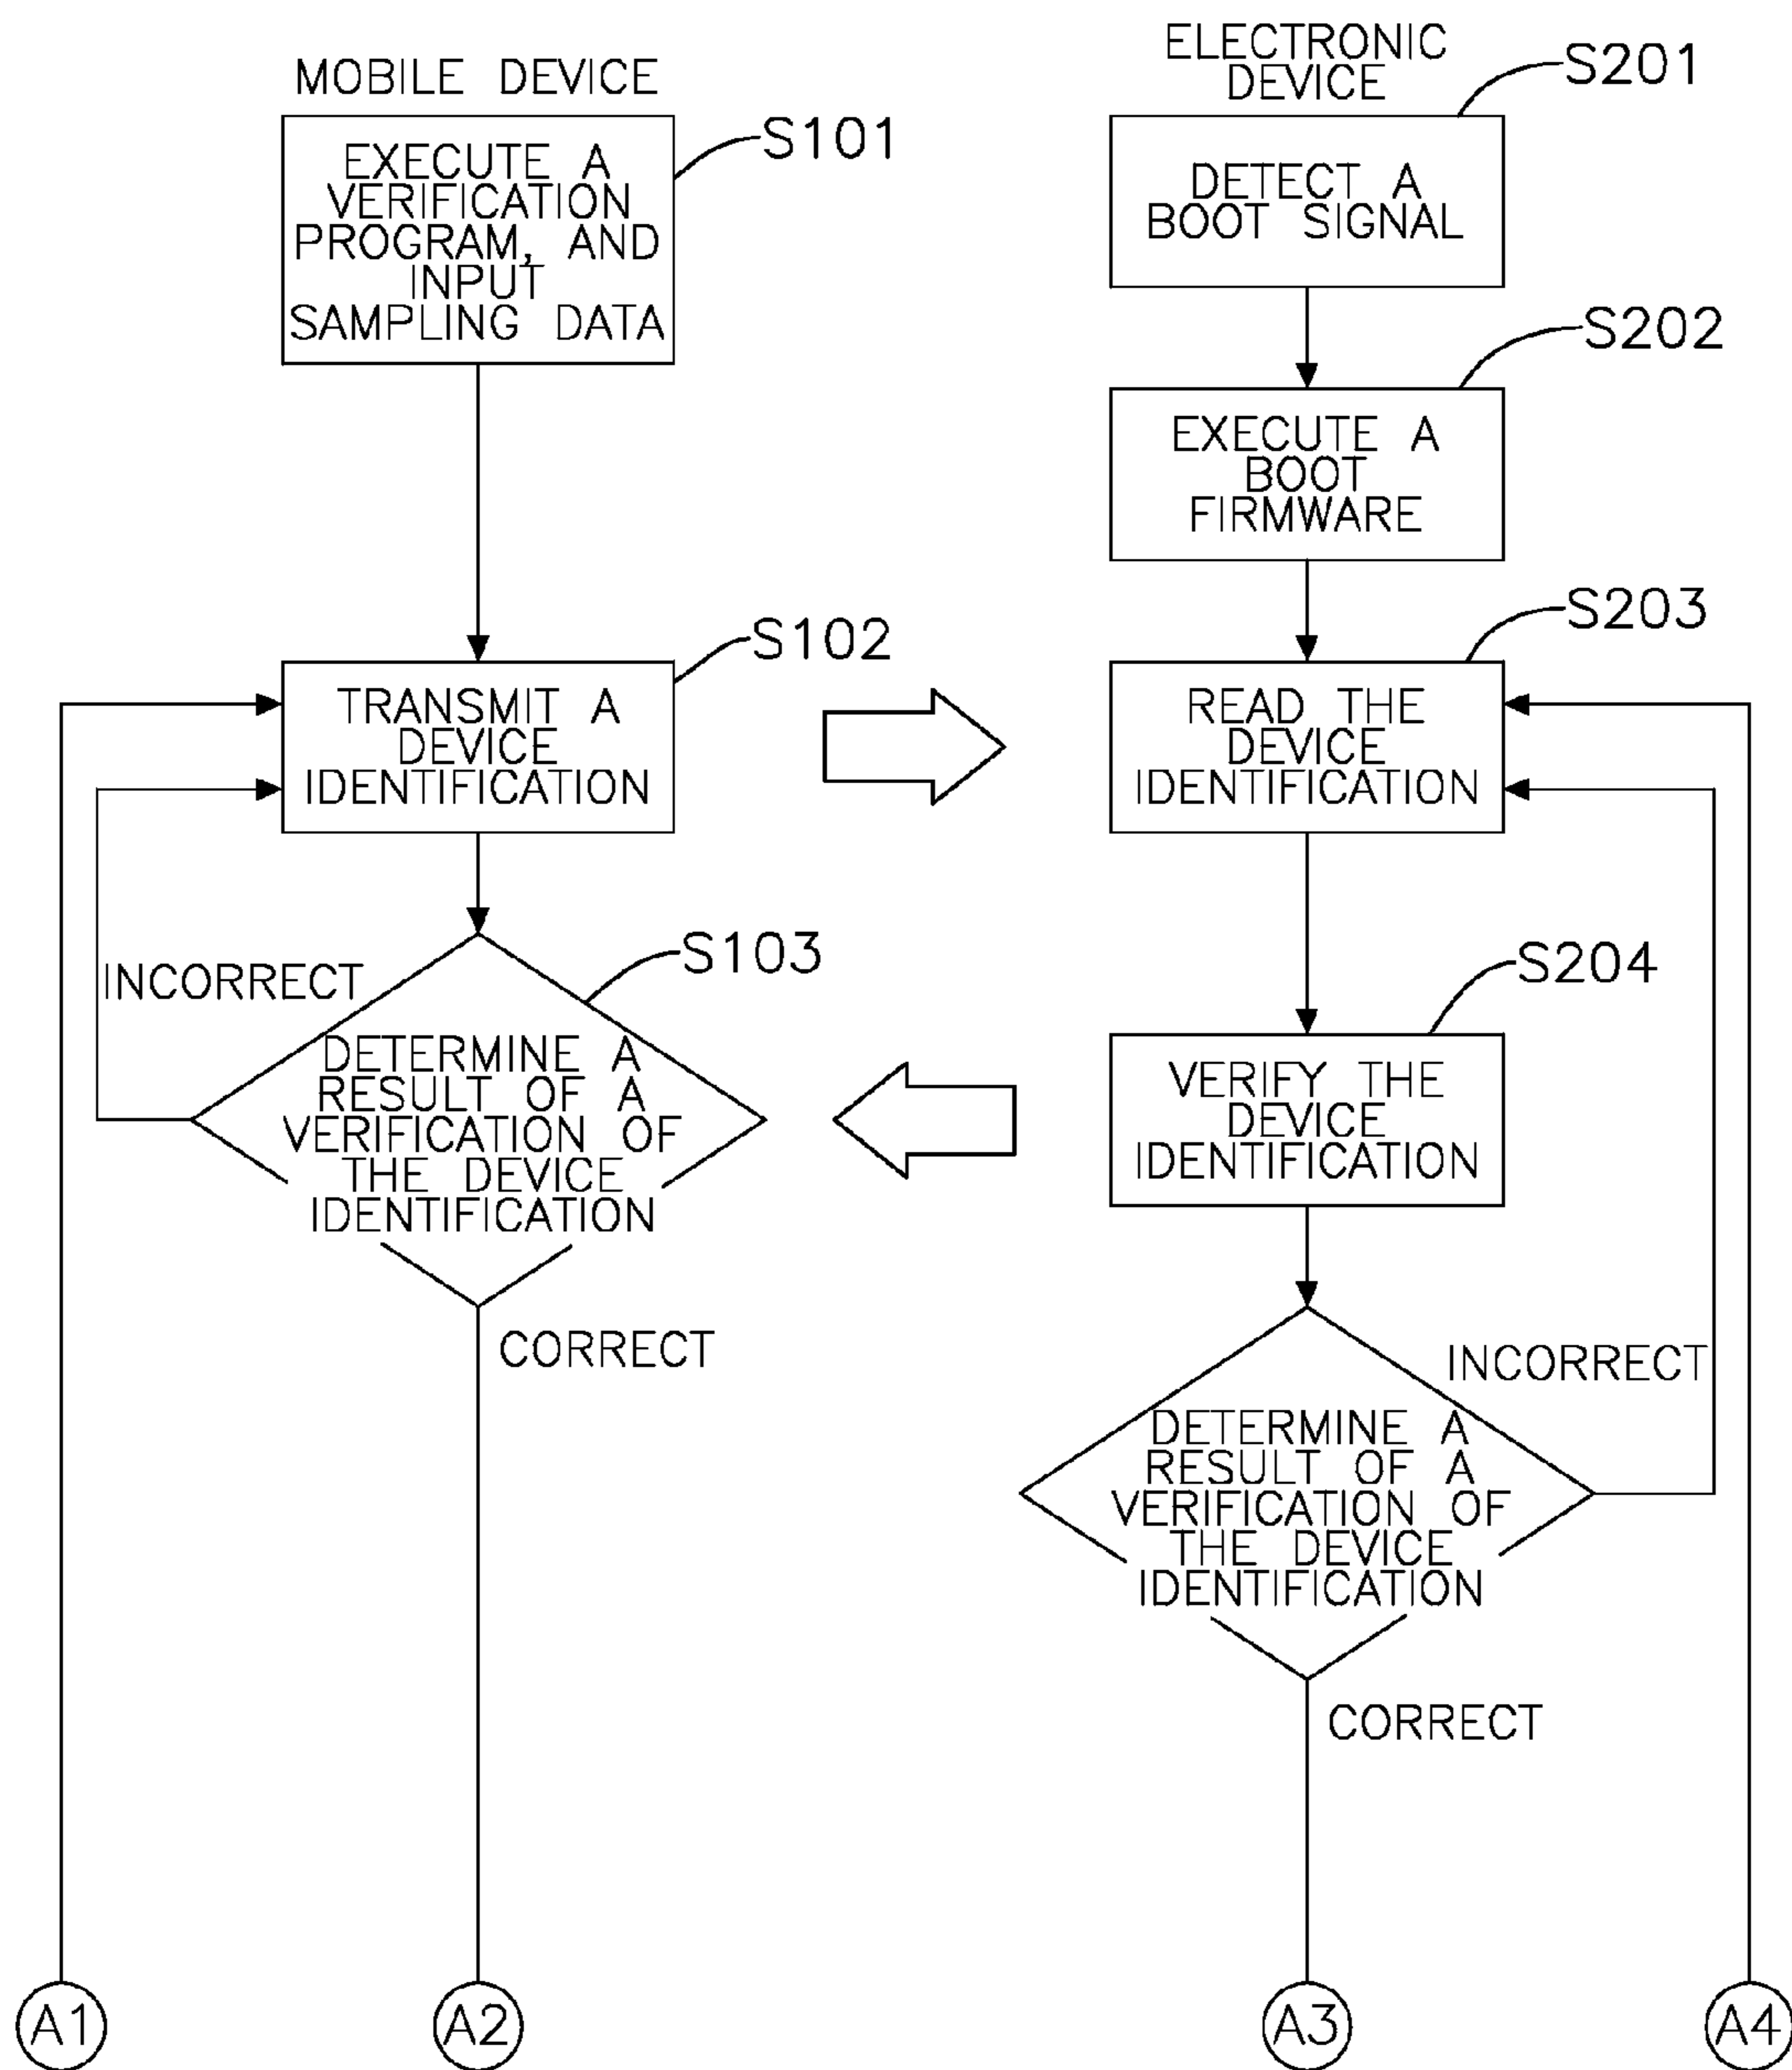 MOBILE DEVICE
S101
EXECUTE A
VERIFICATION
PROGRAM, AND
INPUT
SAMPLING DATA
S102
TRANSMIT A
DEVICE
IDENTIFICATION
S103
INCORRECT
DETERMINE A
RESULT OF A
VERIFICATION OF
THE DEVICE
IDENTIFICATION
CORRECT
A1
A2
ELECTRONIC
DEVICE
S201
DETECT A
BOOT SIGNAL
S202
EXECUTE A
BOOT
FIRMWARE
S203
READ THE
DEVICE
IDENTIFICATION
S204
VERIFY THE
DEVICE
IDENTIFICATION
INCORRECT
DETERMINE A
RESULT OF A
VERIFICATION OF
THE DEVICE
IDENTIFICATION
CORRECT
A3
A4